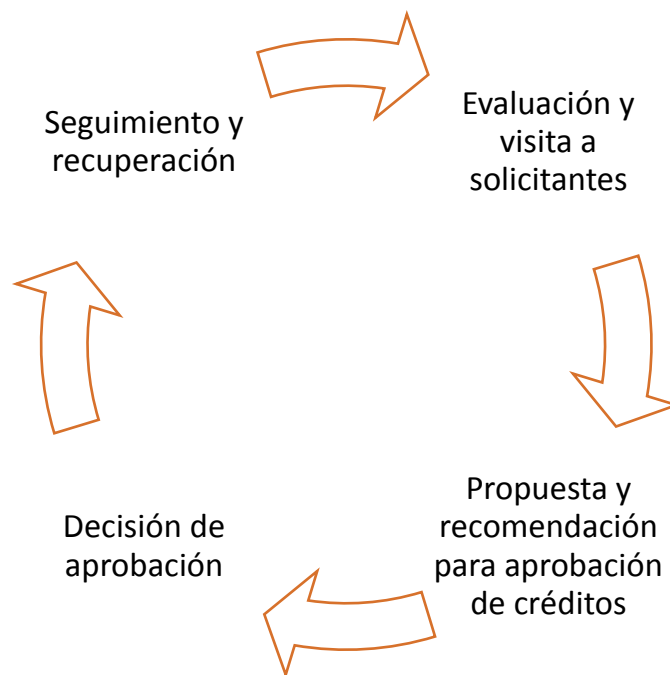 Seguimiento y
recuperación
Evaluación y
visita a
solicitantes
Propuesta y
recomendación
para aprobación
de créditos
Decisión de
aprobación